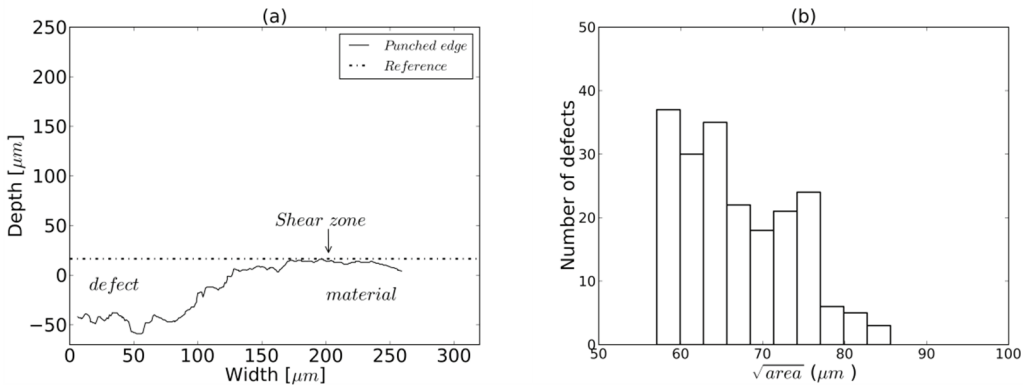 (a)
250
200
150
100
50
0
−50
Depth [μm]
Punched edge
Reference
Shear zone
defect
material
0 50 100 150 200 250 300
Width [μm]
(b)
50
40
30
20
10
0
Number of defects
50 60 70 80 90 100
√area (μm )